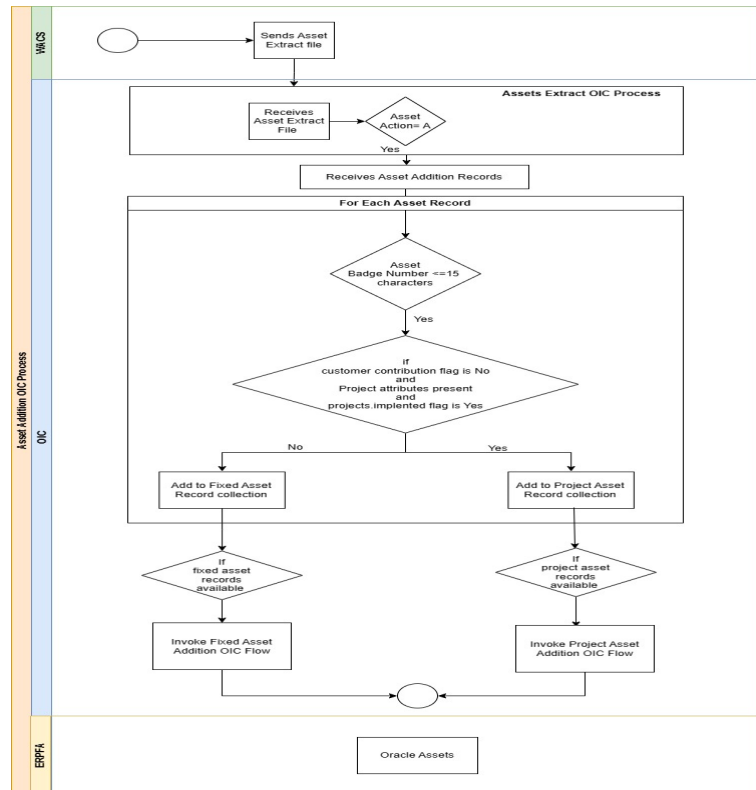 Asset Addition OIC Process
WACS
Sends Asset
Extract file
OIC
Assets Extract OIC Process
Receives
Asset Extract
File
Asset
Action= A
Yes
Receives Asset Addition Records
For Each Asset Record
Asset
Badge Number <=15
characters
Yes
if
customer contribution flag is No
and
Project attributes present
and
projects.implented flag is Yes
No
Yes
Add to Fixed Asset
Record collection
Add to Project Asset
Record collection
If
fixed asset
records
available
If
project asset
records
available
Invoke Fixed Asset
Addition OIC Flow
Invoke Project Asset
Addition OIC Flow
ERPFA
Oracle Assets